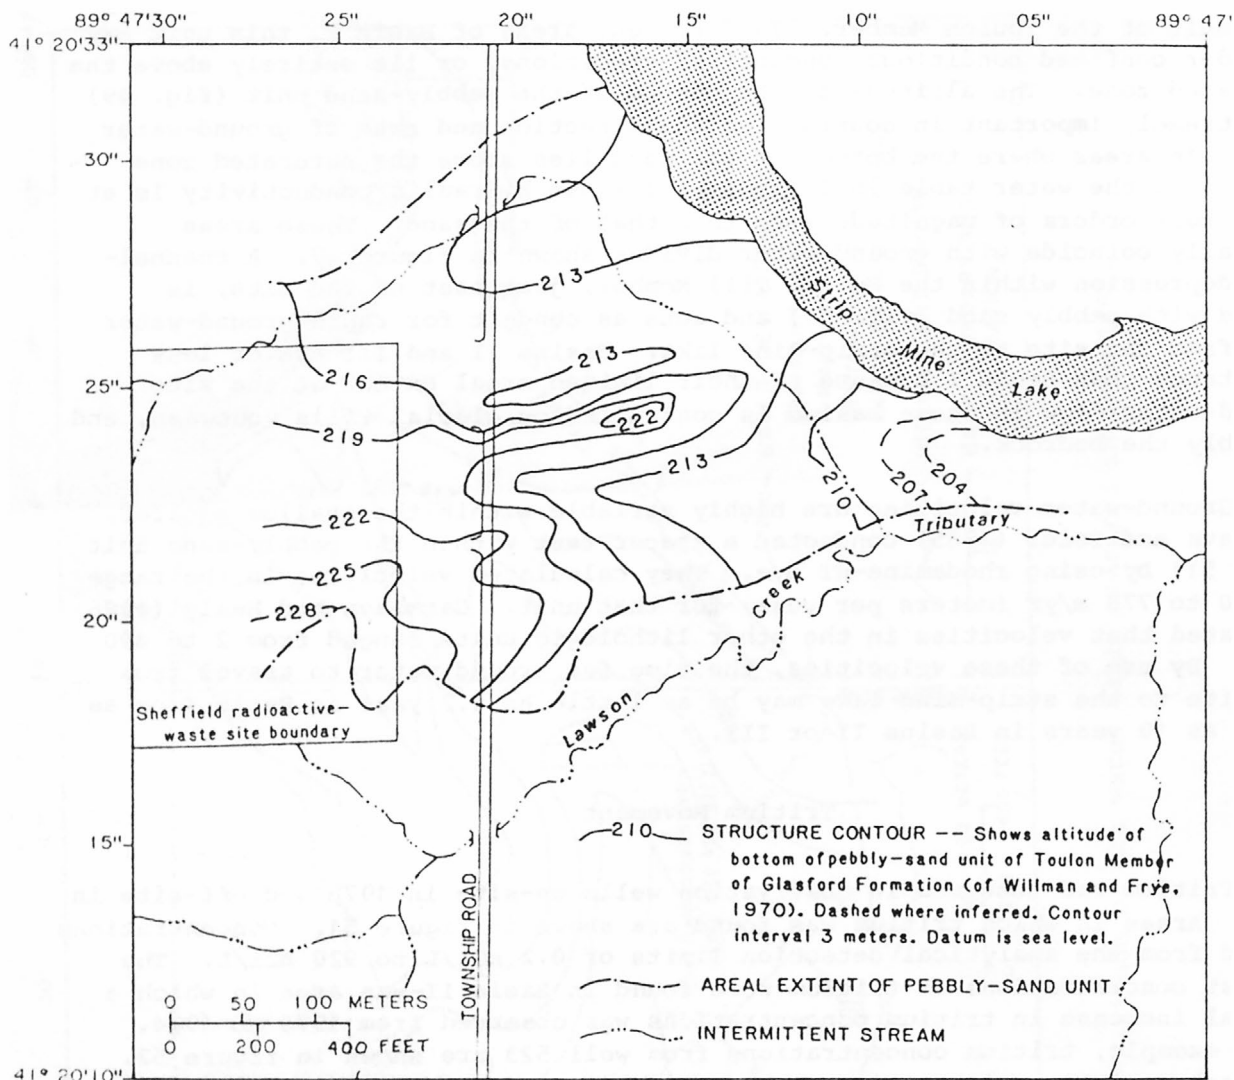 89° 47'30" 25" 20" 15" 10" 05" 89° 47'
41° 20'33"
30"
213
Strip
Mine
Lake
213
25"
216
222
219
213
204
207
210
Tributary
222
225
228
Creek
20"
Lawson
Sheffield radioactive-
waste site boundary
15"
TOWNSHIP ROAD
210 STRUCTURE CONTOUR -- Shows altitude of
bottom of pebbly-sand unit of Toulon Member
of Glasford Formation (of Willman and Frye,
1970). Dashed where inferred. Contour
interval 3 meters. Datum is sea level.
AREAL EXTENT OF PEBBLY-SAND UNIT
INTERMITTENT STREAM
0 50 100 METERS
0 200 400 FEET
41° 20'10"